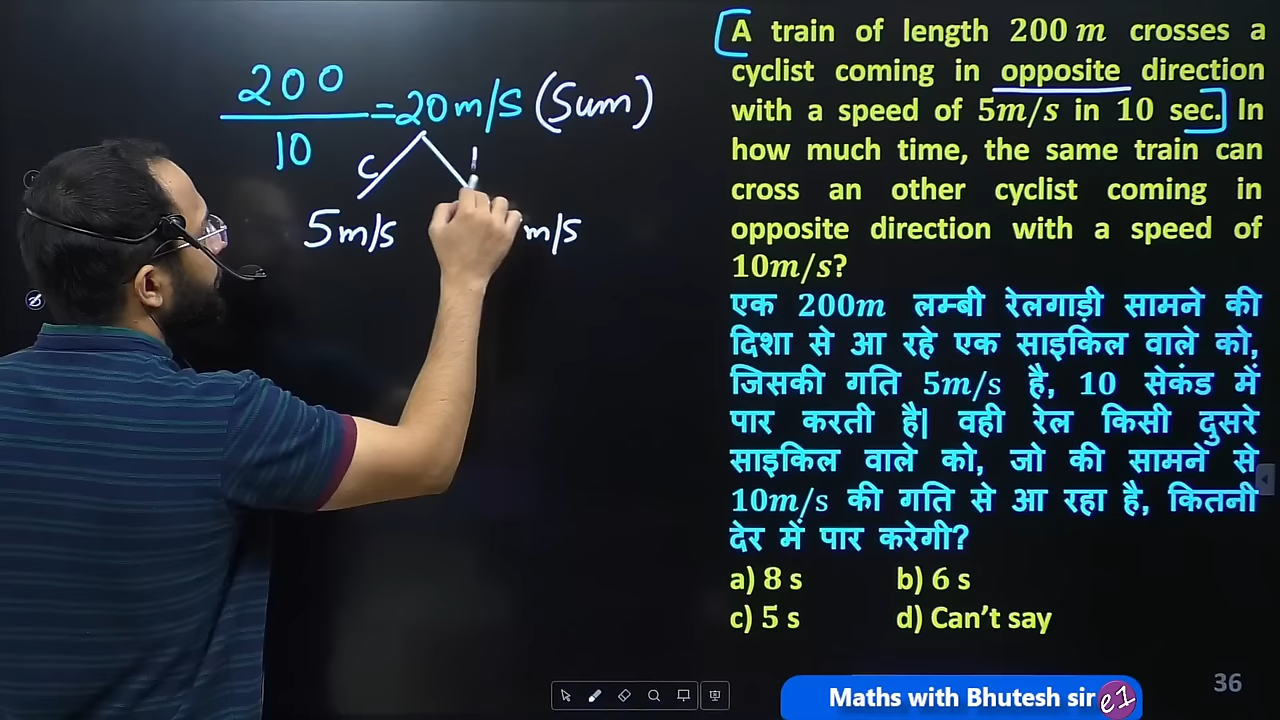 200
10
=20m/s (Sum)
C
5m/s
m/s
A train of length 200 m crosses a
cyclist coming in opposite direction
with a speed of 5m/s in 10 sec. In
how much time, the same train can
cross an other cyclist coming in
opposite direction with a speed of
10m/s?
एक 200m लम्बी रेलगाड़ी सामने की
दिशा से आ रहे एक साइकिल वाले को,
जिसकी गति 5m/s है, 10 सेकंड में
पार करती है| वही रेल किसी दुसरे
साइकिल वाले को, जो की सामने से
10m/s की गति से आ रहा है, कितनी
देर में पार करेगी?
a) 8 s b) 6 s
c) 5 s d) Can't say
36
Maths with Bhutesh sir e1